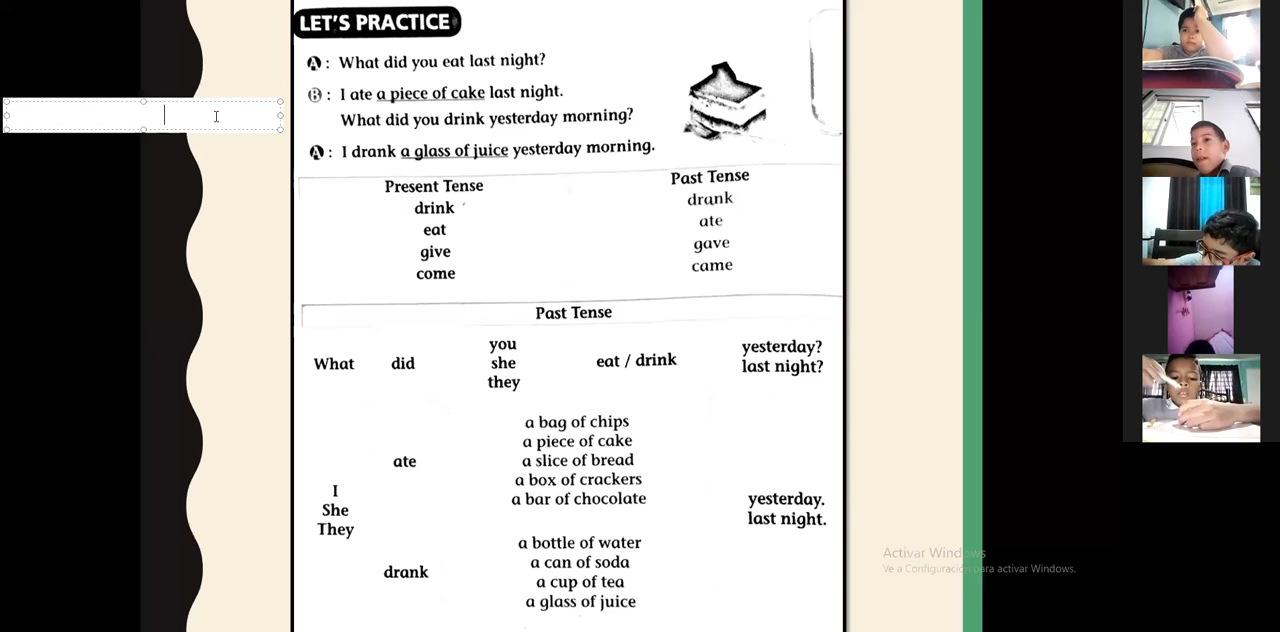 LET'S PRACTICE
A: What did you eat last night?
B: I ate a piece of cake last night.
What did you drink yesterday morning?
A: I drank a glass of juice yesterday morning.
Present Tense Past Tense
drink drank
eat ate
give gave
come came
Past Tense
What did you she they eat / drink yesterday? last night?
a bag of chips
a piece of cake
ate a slice of bread
a box of crackers
I a bar of chocolate yesterday.
She last night.
They
a bottle of water
a can of soda
drank a cup of tea
a glass of juice
Activar Windows
Ve a Configuración para activar Windows.